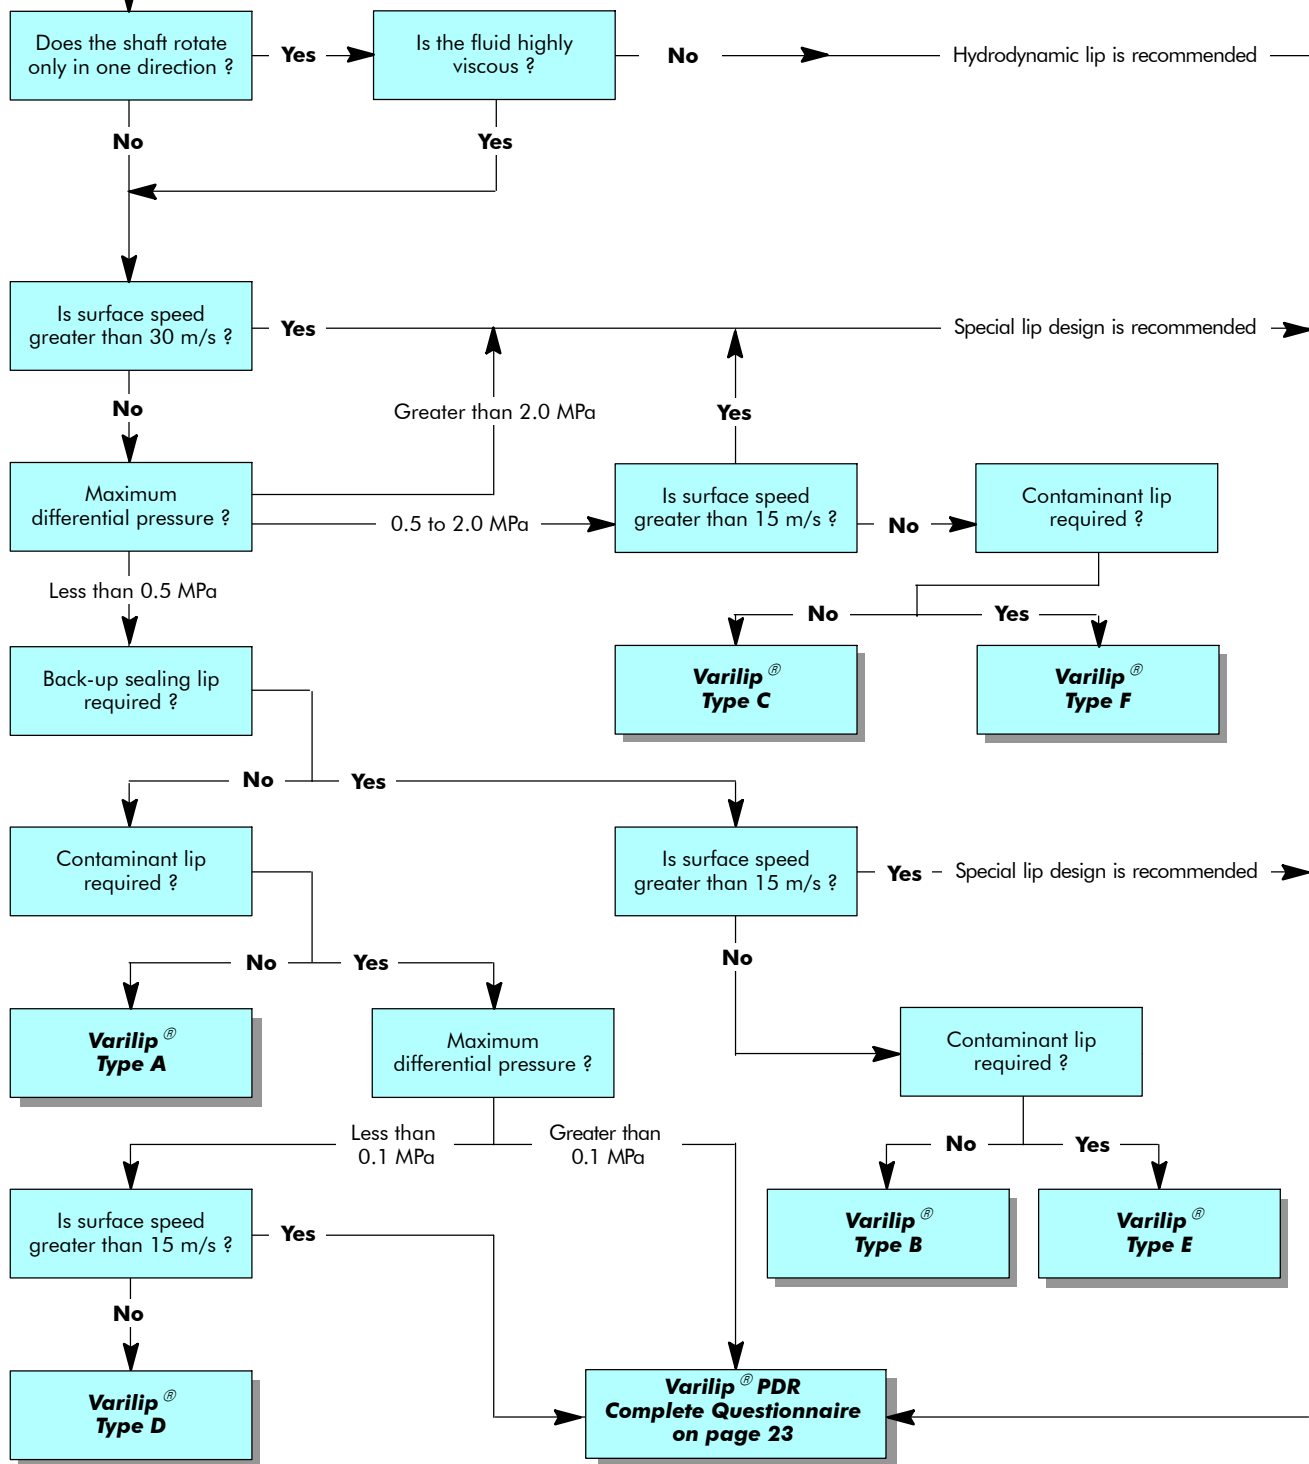 Does the shaft rotate
only in one direction ?
Yes
Is the fluid highly
viscous ?
No
Hydrodynamic lip is recommended
No
Yes
Is surface speed
greater than 30 m/s ?
Yes
Special lip design is recommended
No
Greater than 2.0 MPa
Yes
Maximum
differential pressure ?
0.5 to 2.0 MPa
Is surface speed
greater than 15 m/s ?
No
Contaminant lip
required ?
Less than 0.5 MPa
No
Yes
Back-up sealing lip
required ?
Varilip ®
Type C
Varilip ®
Type F
No
Yes
Contaminant lip
required ?
Is surface speed
greater than 15 m/s ?
Yes
Special lip design is recommended
No
Yes
No
Varilip ®
Type A
Maximum
differential pressure ?
Contaminant lip
required ?
Less than
0.1 MPa
Greater than
0.1 MPa
No
Yes
Is surface speed
greater than 15 m/s ?
Yes
Varilip ®
Type B
Varilip ®
Type E
No
Varilip ®
Type D
Varilip ® PDR
Complete Questionnaire
on page 23